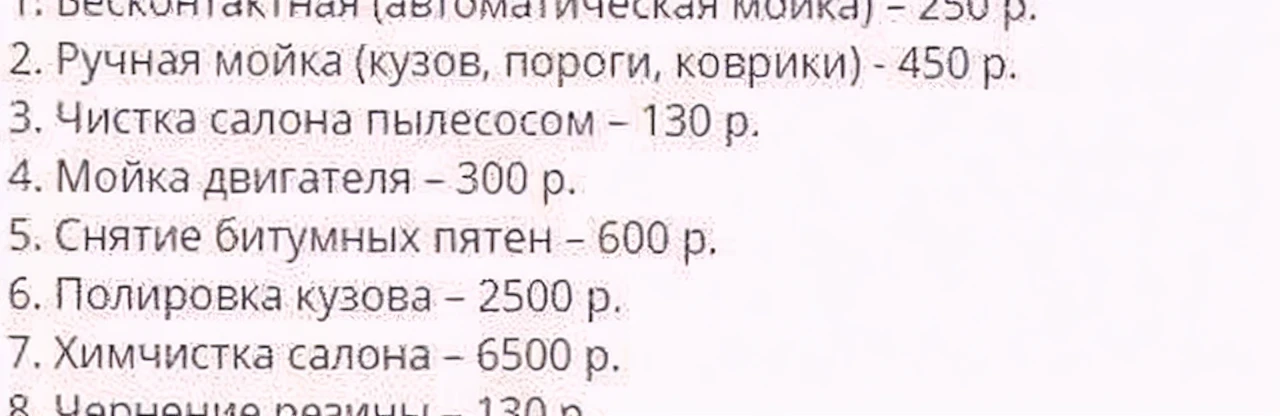 1. Бесконтактная (автоматическая мойка) – 250 р.
2. Ручная мойка (кузов, пороги, коврики) - 450 р.
3. Чистка салона пылесосом – 130 р.
4. Мойка двигателя – 300 р.
5. Снятие битумных пятен – 600 р.
6. Полировка кузова – 2500 р.
7. Химчистка салона – 6500 р.
8. Чернение резины – 130 р.